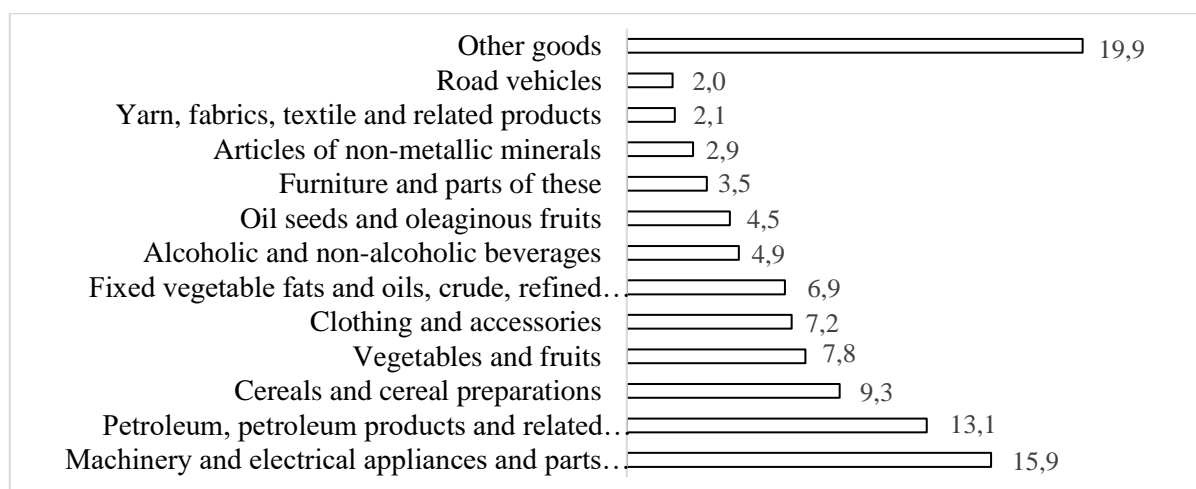 Other goods 19,9
Road vehicles 2,0
Yarn, fabrics, textile and related products 2,1
Articles of non-metallic minerals 2,9
Furniture and parts of these 3,5
Oil seeds and oleaginous fruits 4,5
Alcoholic and non-alcoholic beverages 4,9
Fixed vegetable fats and oils, crude, refined… 6,9
Clothing and accessories 7,2
Vegetables and fruits 7,8
Cereals and cereal preparations 9,3
Petroleum, petroleum products and related… 13,1
Machinery and electrical appliances and parts… 15,9